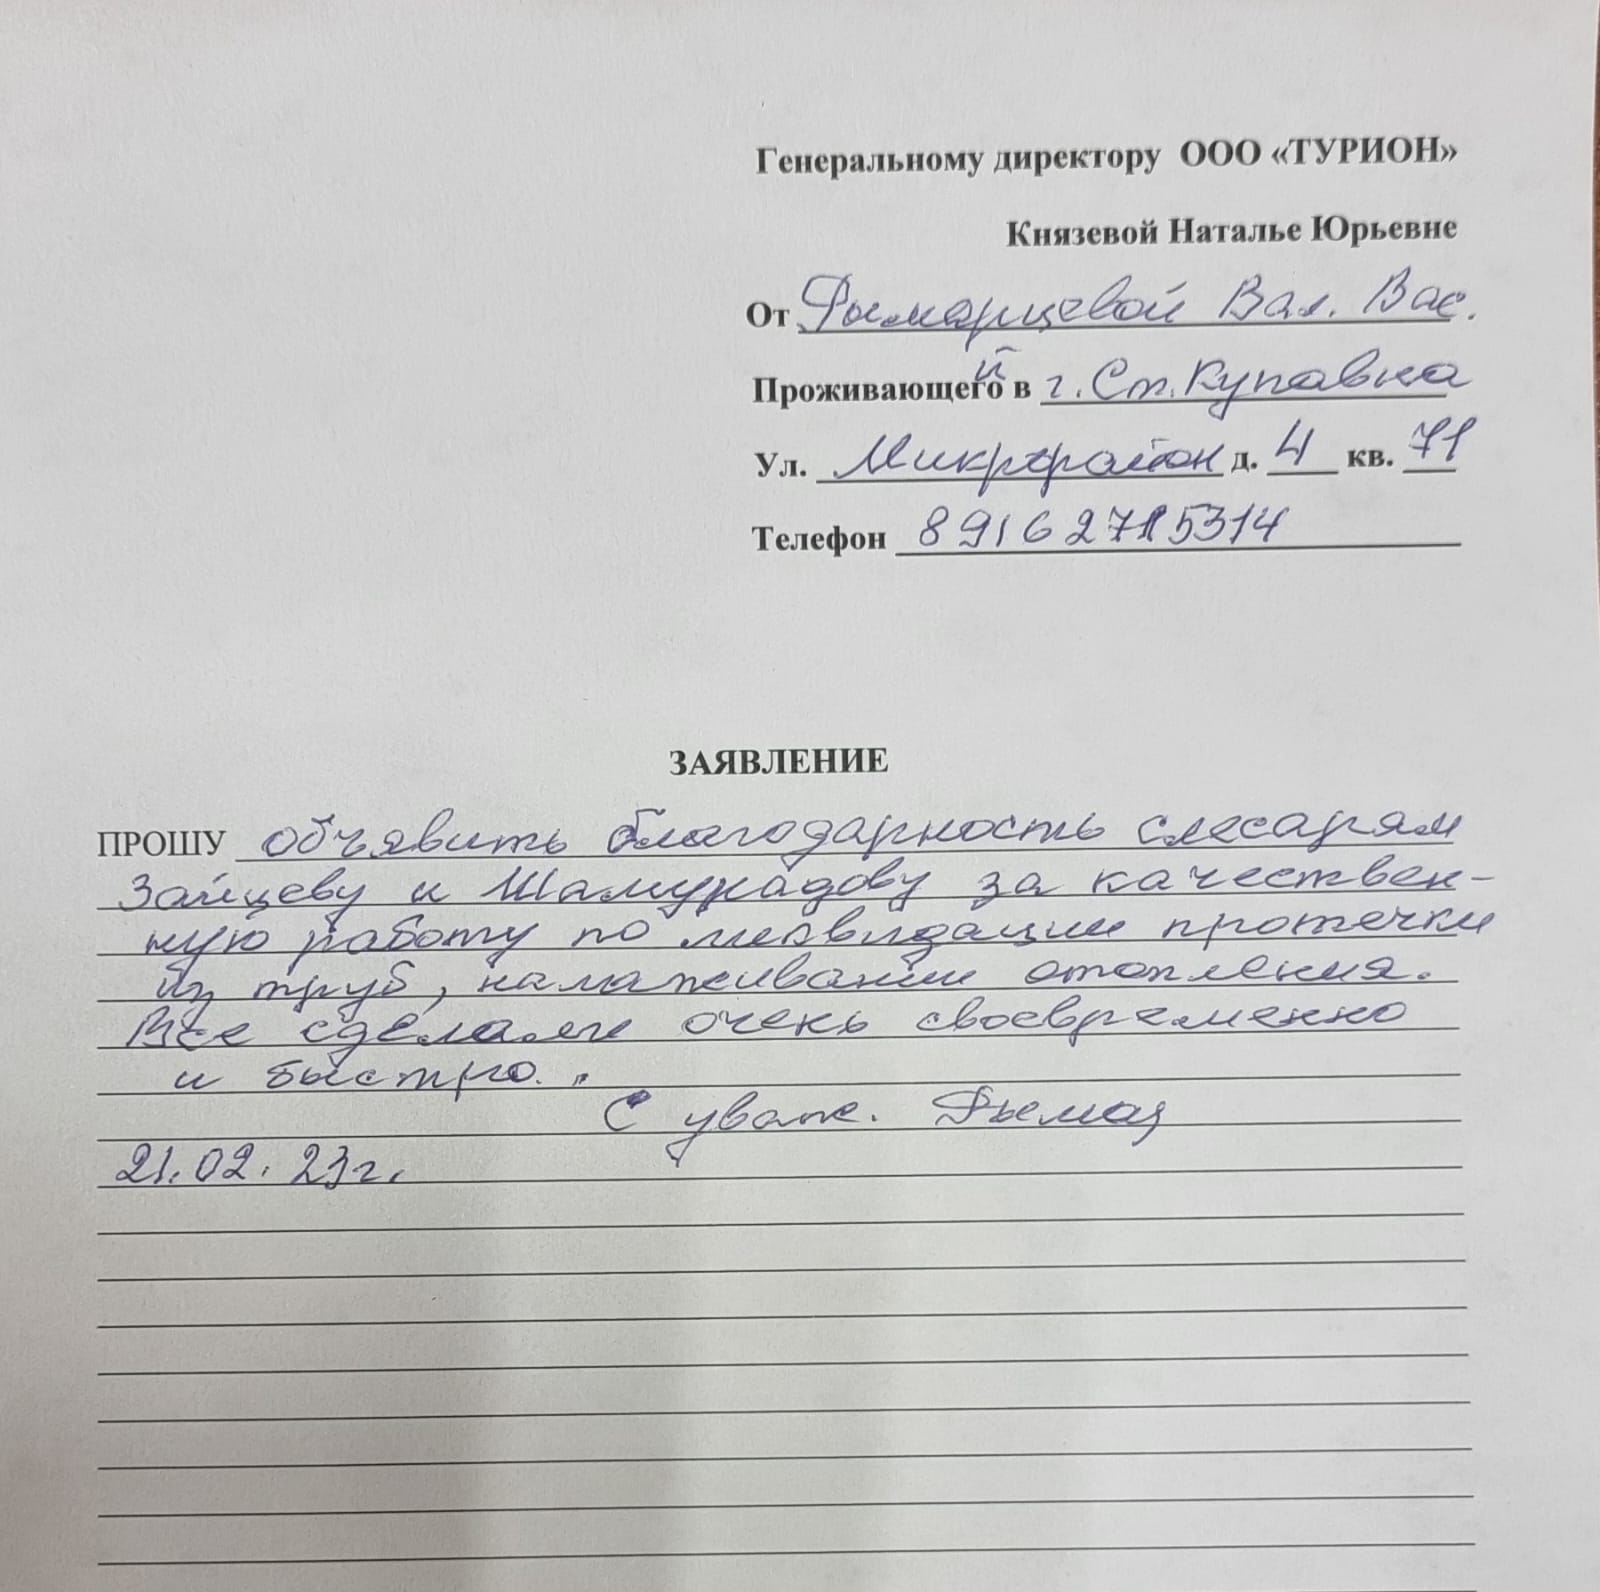 Генеральному директору ООО «ТУРИОН»
Князевой Наталье Юрьевне
От Рымарцевой Вал. Вас.
Проживающего й в г. Ст. Купавна
Ул. Микрорайон д. 4 кв. 71
Телефон
ЗАЯВЛЕНИЕ
ПРОШУ объявить благодарность слесарям
Зайцеву и Шамурадову за качествен-
ную работу по ликвидации протечки
из труб, налаживании отопления.
Все сделали очень своевременно
и быстро.
С уваж.
21.02.23г.